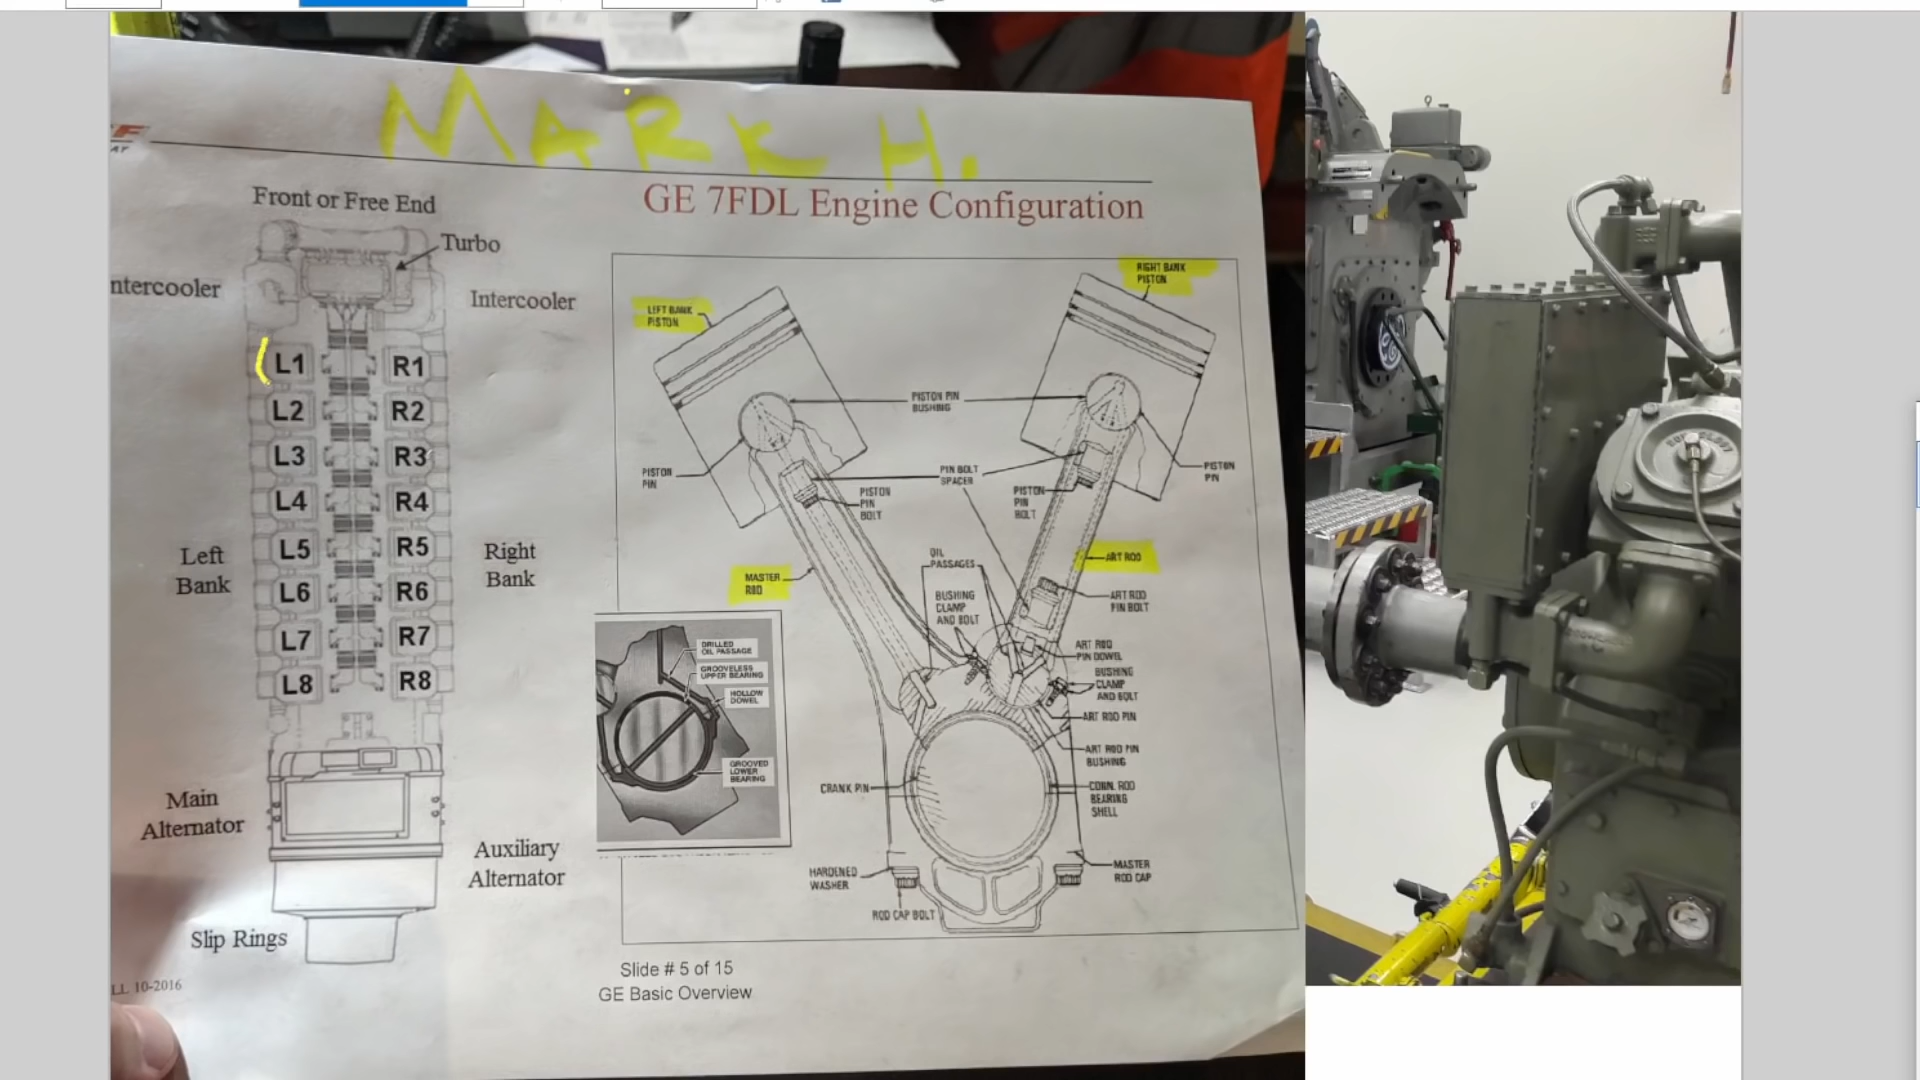 MARK H.
F
AT
GE 7FDL Engine Configuration
Front or Free End
Turbo
ntercooler
Intercooler
L1
R1
L2
R2
L3
R3
L4
R4
L5
R5
L6
R6
L7
R7
L8
R8
Left
Bank
Right
Bank
Main
Alternator
Auxiliary
Alternator
Slip Rings
LL 10-2016
LEFT BANK
PISTON
RIGHT BANK
PISTON
PISTON PIN
BUSHING
PISTON
PIN
PISTON
PIN
BOLT
PIN BOLT
SPACER
PISTON
PIN
BOLT
PISTON
PIN
MASTER
ROD
OIL
PASSAGES
ART ROD
BUSHING
CLAMP
AND BOLT
ART ROD
PIN BOLT
ART ROD
PIN DOWEL
BUSHING
CLAMP
AND BOLT
ART ROD PIN
ART ROD PIN
BUSHING
CRANK PIN
CONN. ROD
BEARING
SHELL
HARDENED
WASHER
MASTER
ROD CAP
ROD CAP BOLT
DRILLED
OIL PASSAGE
GROOVELESS
UPPER BEARING
HOLLOW
DOWEL
GROOVED
LOWER
BEARING
Slide # 5 of 15
GE Basic Overview